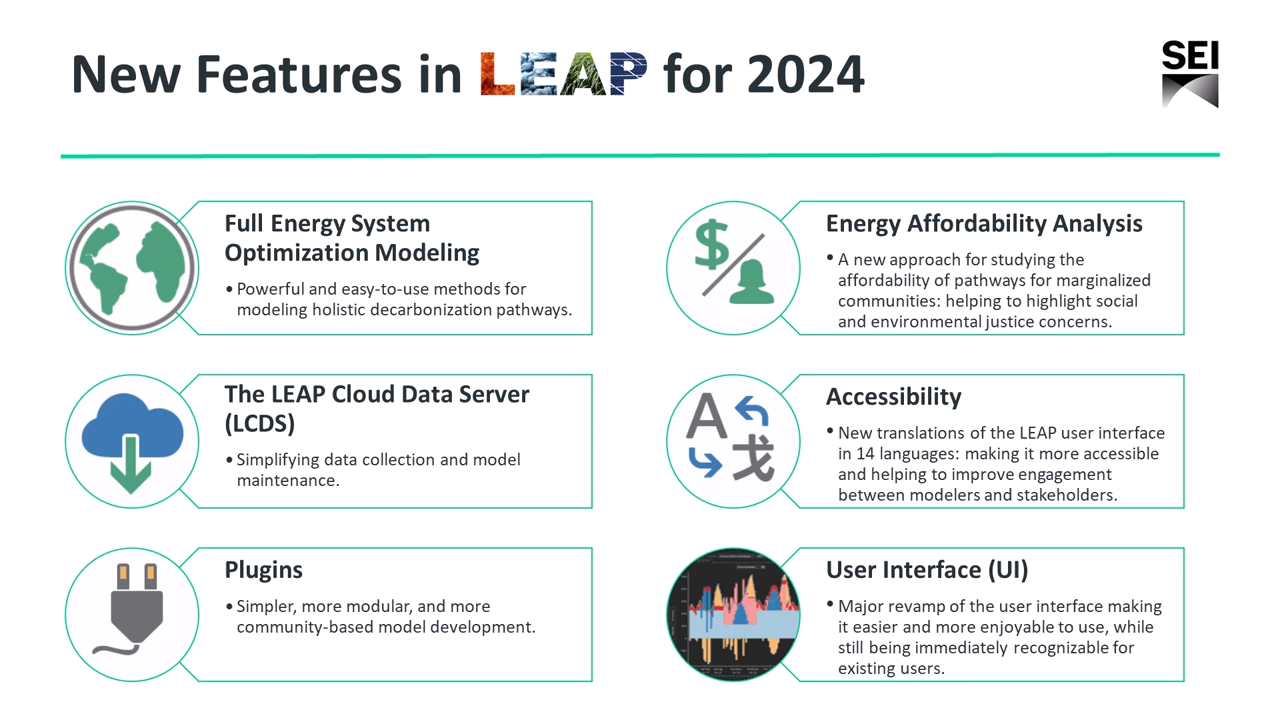 New Features in LEAP for 2024
SEI
Full Energy System
Optimization Modeling
• Powerful and easy-to-use methods for
modeling holistic decarbonization pathways.
The LEAP Cloud Data Server
(LCDS)
• Simplifying data collection and model
maintenance.
Plugins
• Simpler, more modular, and more
community-based model development.
Energy Affordability Analysis
• A new approach for studying the
affordability of pathways for marginalized
communities: helping to highlight social
and environmental justice concerns.
A
戈
Accessibility
• New translations of the LEAP user interface
in 14 languages: making it more accessible
and helping to improve engagement
between modelers and stakeholders.
User Interface (UI)
• Major revamp of the user interface making
it easier and more enjoyable to use, while
still being immediately recognizable for
existing users.